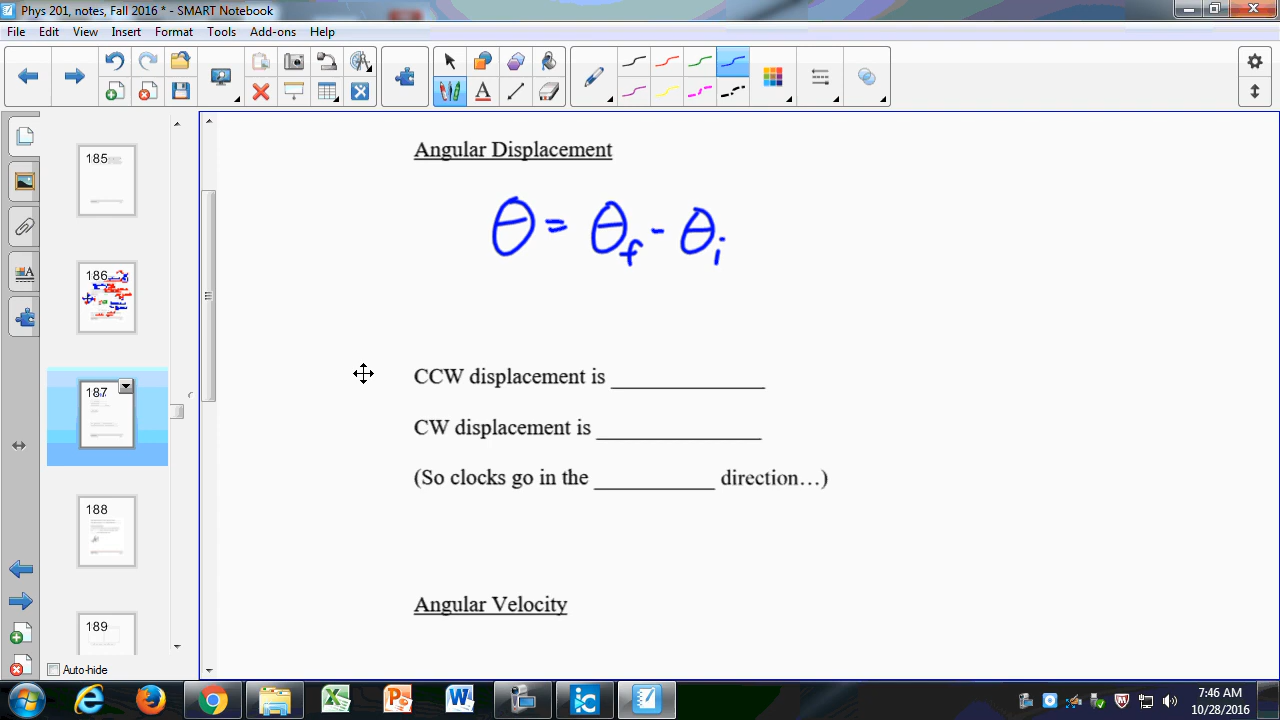 Phys 201, notes, Fall 2016 * - SMART Notebook
File Edit View Insert Format Tools Add-ons Help
185
186
187
188
189
Auto-hide
Angular Displacement
θ = θf - θi
CCW displacement is ______________
CW displacement is _______________
(So clocks go in the ___________ direction…)
Angular Velocity
7:46 AM
10/28/2016